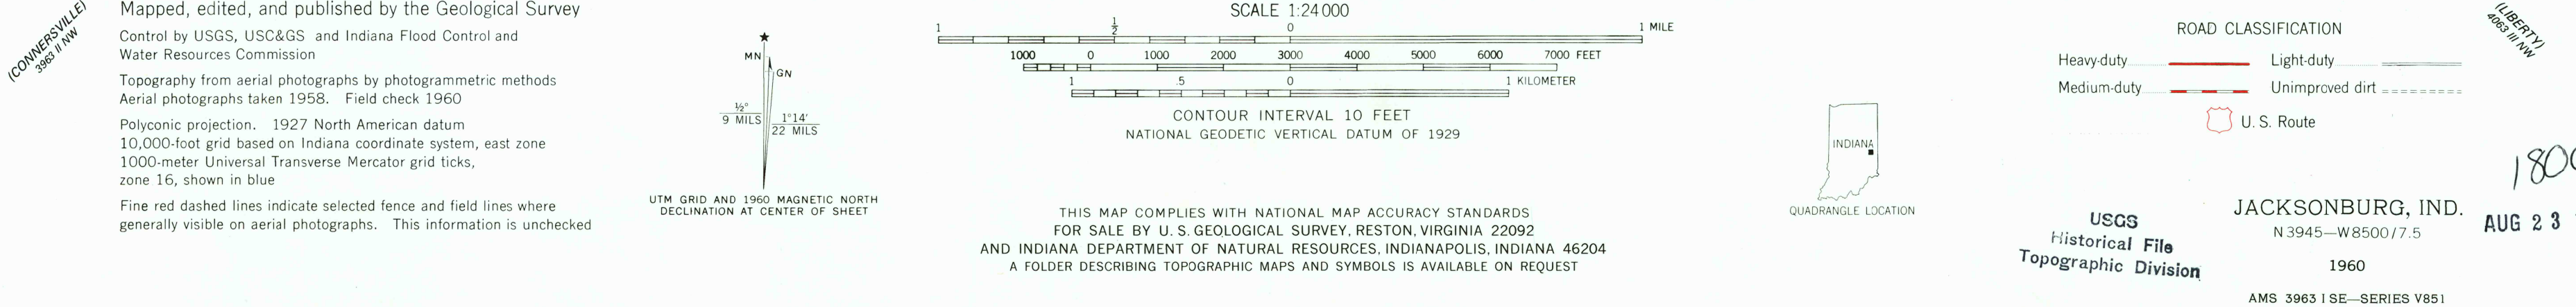 (CONNERSVILLE)
3963 II NW
Mapped, edited, and published by the Geological Survey
Control by USGS, USC&GS and Indiana Flood Control and
Water Resources Commission
Topography from aerial photographs by photogrammetric methods
Aerial photographs taken 1958. Field check 1960
Polyconic projection. 1927 North American datum
10,000-foot grid based on Indiana coordinate system, east zone
1000-meter Universal Transverse Mercator grid ticks,
zone 16, shown in blue
Fine red dashed lines indicate selected fence and field lines where
generally visible on aerial photographs. This information is unchecked
MN
GN
½°
9 MILS
1°14′
22 MILS
UTM GRID AND 1960 MAGNETIC NORTH
DECLINATION AT CENTER OF SHEET
SCALE 1:24 000
1 ½ 0 1 MILE
1000 0 1000 2000 3000 4000 5000 6000 7000 FEET
1 .5 0 1 KILOMETER
CONTOUR INTERVAL 10 FEET
NATIONAL GEODETIC VERTICAL DATUM OF 1929
THIS MAP COMPLIES WITH NATIONAL MAP ACCURACY STANDARDS
FOR SALE BY U. S. GEOLOGICAL SURVEY, RESTON, VIRGINIA 22092
AND INDIANA DEPARTMENT OF NATURAL RESOURCES, INDIANAPOLIS, INDIANA 46204
A FOLDER DESCRIBING TOPOGRAPHIC MAPS AND SYMBOLS IS AVAILABLE ON REQUEST
INDIANA
QUADRANGLE LOCATION
ROAD CLASSIFICATION
Heavy-duty
Light-duty
Medium-duty
Unimproved dirt
U. S. Route
(LIBERTY)
4063 III NW
USGS
Historical File
Topographic Division
JACKSONBURG, IND.
N3945—W8500/7.5
1960
AMS 3963 I SE—SERIES V851
AUG 23